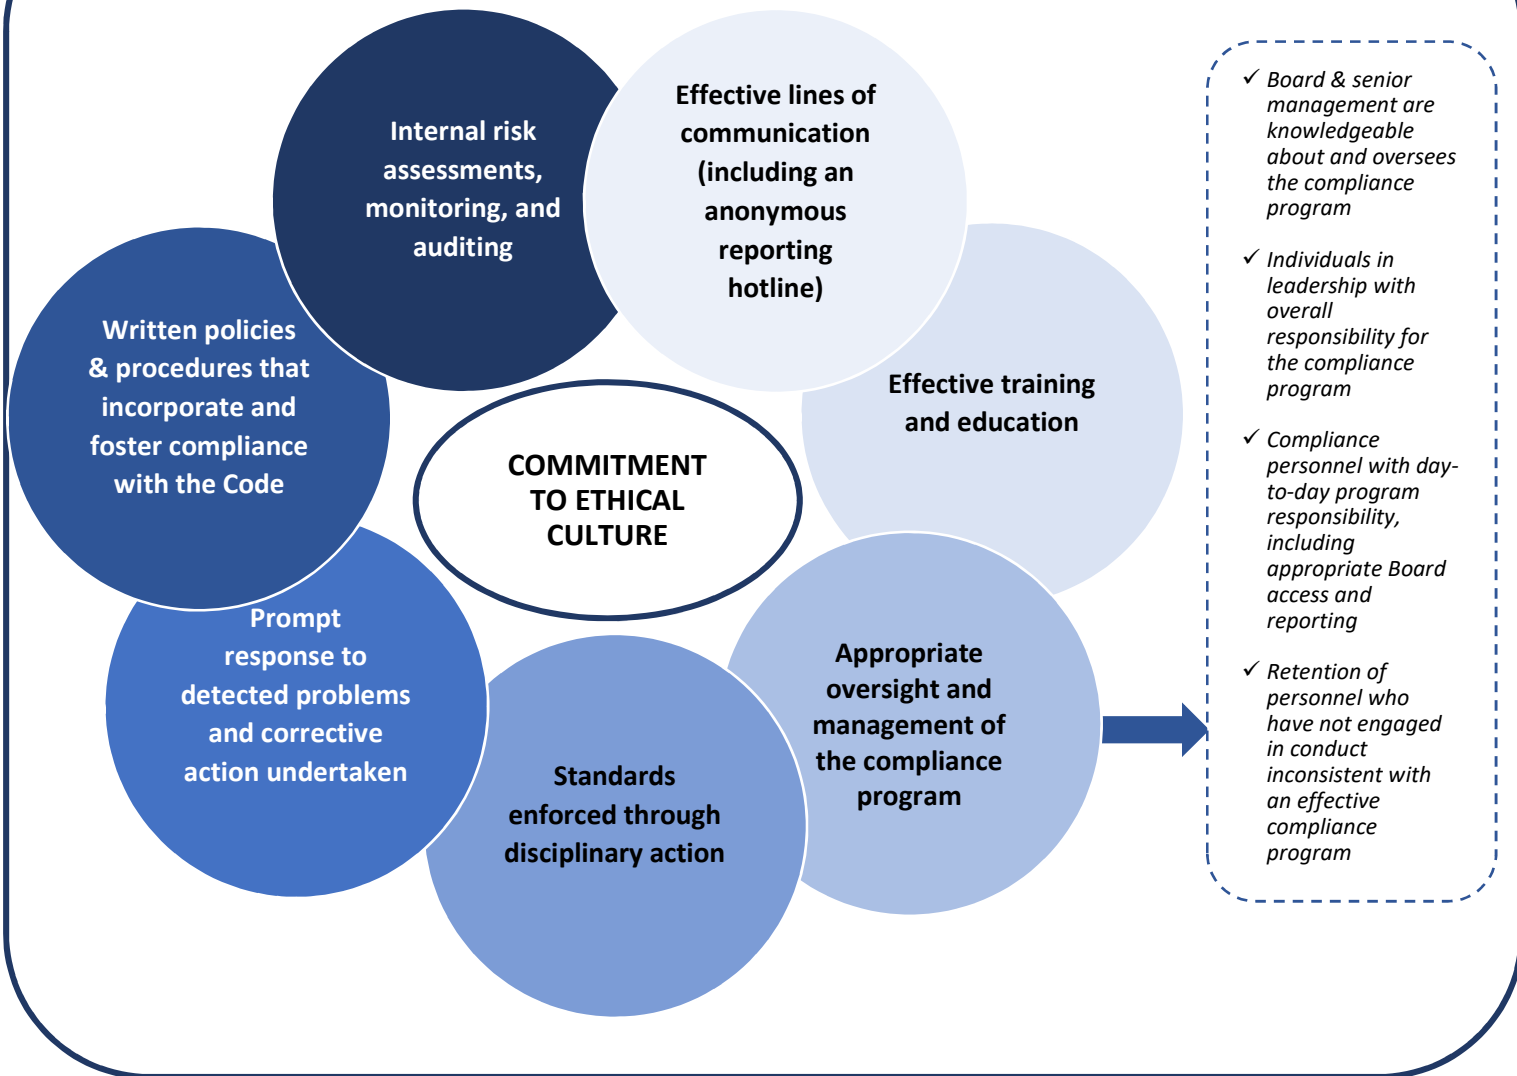 Internal risk
assessments,
monitoring, and
auditing
Effective lines of
communication
(including an
anonymous
reporting
hotline)
Effective training
and education
Appropriate
oversight and
management of
the compliance
program
Standards
enforced through
disciplinary action
Prompt
response to
detected problems
and corrective
action undertaken
Written policies
& procedures that
incorporate and
foster compliance
with the Code
COMMITMENT
TO ETHICAL
CULTURE
✓ Board & senior
management are
knowledgeable
about and oversees
the compliance
program
✓ Individuals in
leadership with
overall
responsibility for
the compliance
program
✓ Compliance
personnel with day-
to-day program
responsibility,
including
appropriate Board
access and
reporting
✓ Retention of
personnel who
have not engaged
in conduct
inconsistent with
an effective
compliance
program